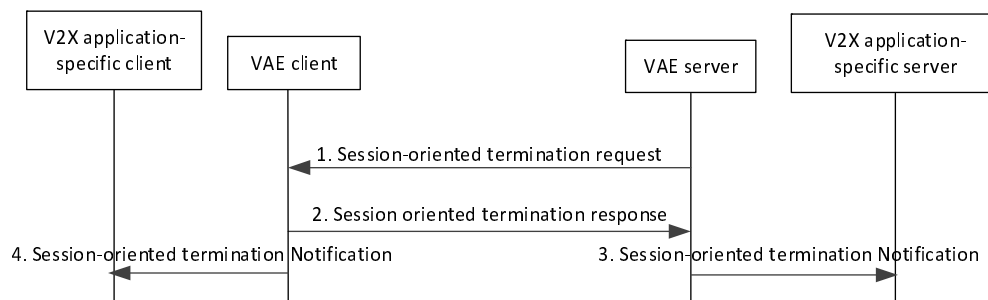 V2X application-
specific client
VAE client
VAE server
V2X application-
specific server
1. Session-oriented termination request
2. Session oriented termination response
4. Session-oriented termination Notification
3. Session-oriented termination Notification